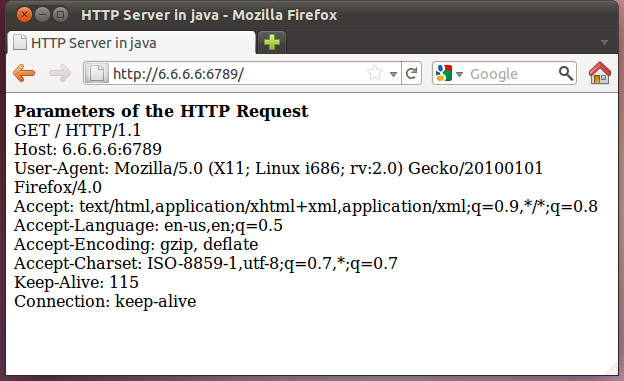 HTTP Server in java - Mozilla Firefox
HTTP Server in java
http://6.6.6.6:6789/
Google
Parameters of the HTTP Request
GET / HTTP/1.1
Host: 6.6.6.6:6789
User-Agent: Mozilla/5.0 (X11; Linux i686; rv:2.0) Gecko/20100101
Firefox/4.0
Accept: text/html,application/xhtml+xml,application/xml;q=0.9,*/*;q=0.8
Accept-Language: en-us,en;q=0.5
Accept-Encoding: gzip, deflate
Accept-Charset: ISO-8859-1,utf-8;q=0.7,*;q=0.7
Keep-Alive: 115
Connection: keep-alive